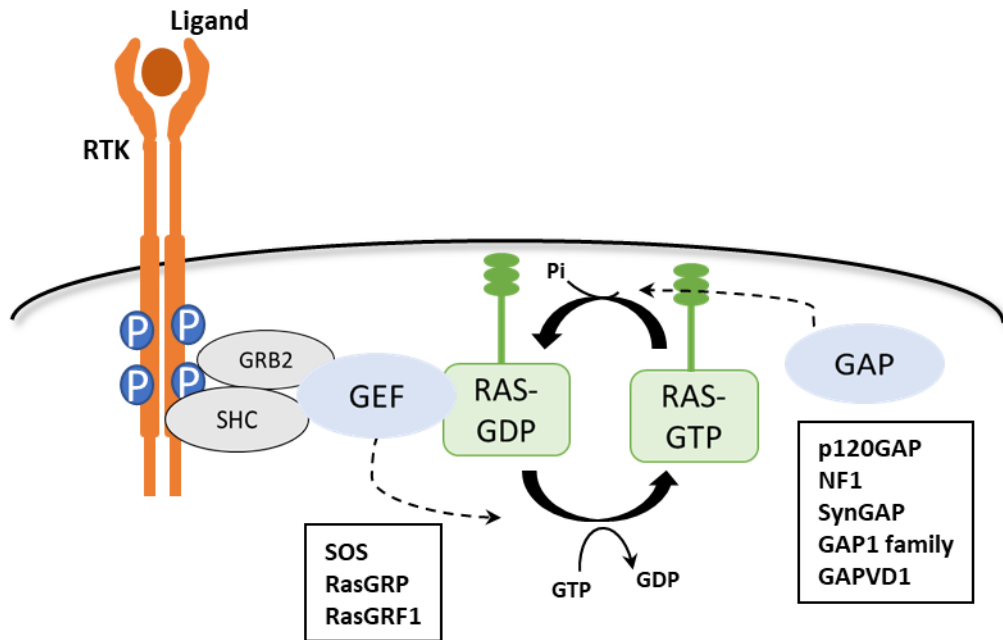 Ligand
RTK
P
P
P
P
GRB2
SHC
GEF
RAS-
GDP
Pi
RAS-
GTP
GAP
GTP
GDP
SOS
RasGRP
RasGRF1
p120GAP
NF1
SynGAP
GAP1 family
GAPVD1